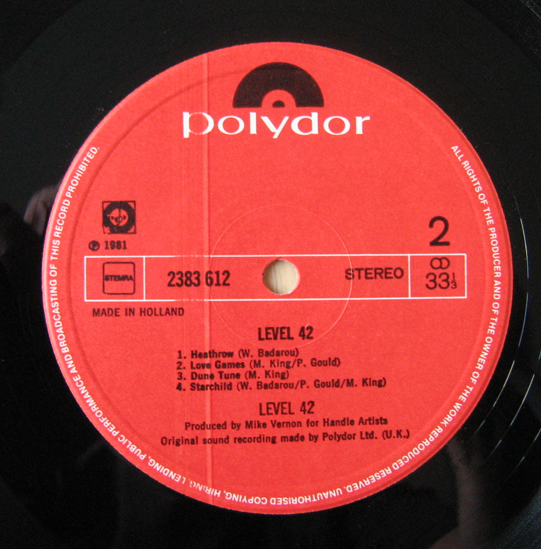 polydor
ALL RIGHTS OF THE PRODUCER AND OF THE OWNER OF THE WORK REPRODUCED RESERVED. UNAUTHORISED COPYING, HIRING, LENDING, PUBLIC PERFORMANCE AND BROADCASTING OF THIS RECORD PROHIBITED.
℗ 1981
2
STEMRA
2383 612
STEREO
33 1/3
MADE IN HOLLAND
LEVEL 42
1. Heathrow (W. Badarou)
2. Love Games (M. King/P. Gould)
3. Dune Tune (M. King)
4. Starchild (W. Badarou/P. Gould/M. King)
LEVEL 42
Produced by Mike Vernon for Handle Artists
Original sound recording made by Polydor Ltd. (U.K.)